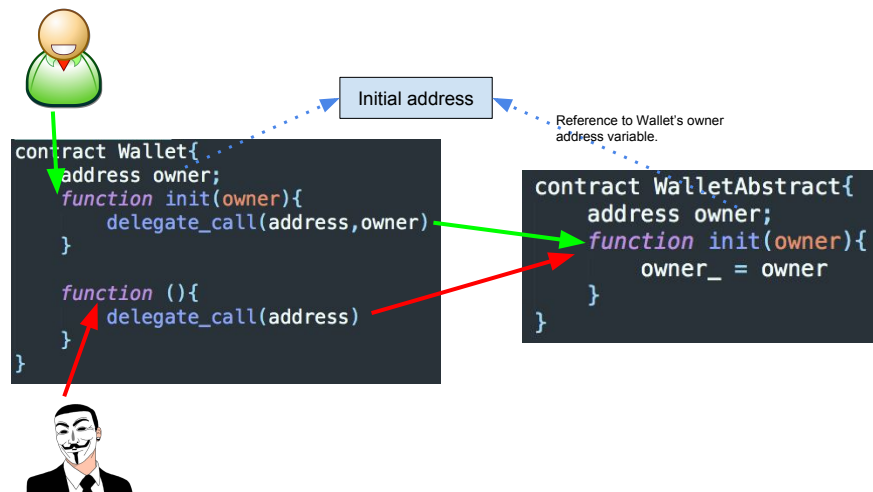 Initial address
Reference to Wallet's owner
address variable.
contract Wallet{
    address owner;
    function init(owner){
        delegate_call(address,owner)
    }

    function (){
        delegate_call(address)
    }
}
contract WalletAbstract{
    address owner;
    function init(owner){
        owner_ = owner
    }
}